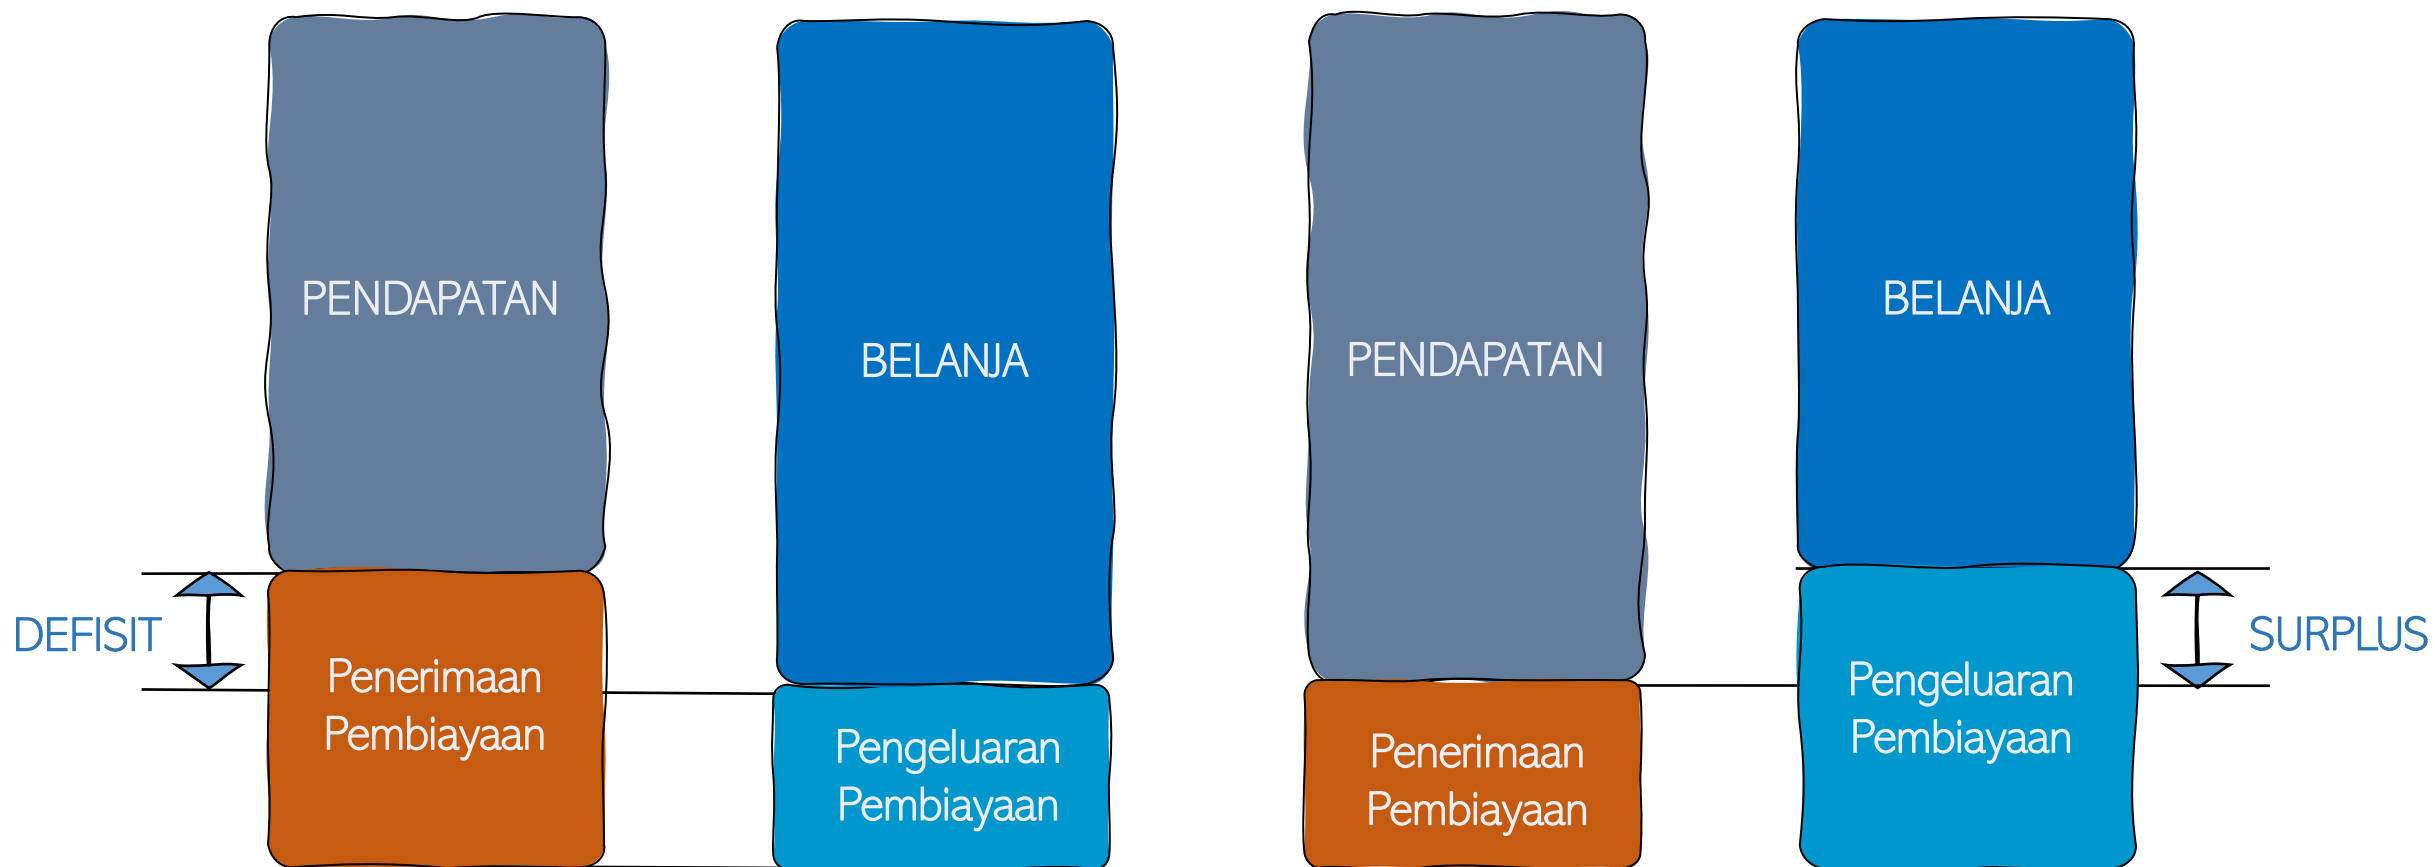 PENDAPATAN
BELANJA
DEFISIT
Penerimaan
Pembiayaan
Pengeluaran
Pembiayaan
PENDAPATAN
BELANJA
Penerimaan
Pembiayaan
Pengeluaran
Pembiayaan
SURPLUS